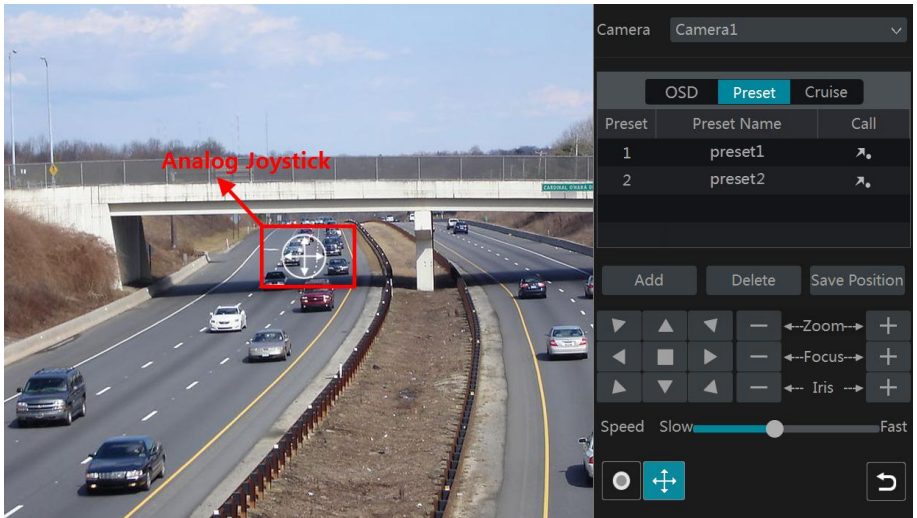 Analog Joystick
CARDINAL O'HARA
Camera Camera1
OSD Preset Cruise
Preset Preset Name Call
1 preset1
2 preset2
Add Delete Save Position
Zoom
Focus
Iris
Speed Slow Fast